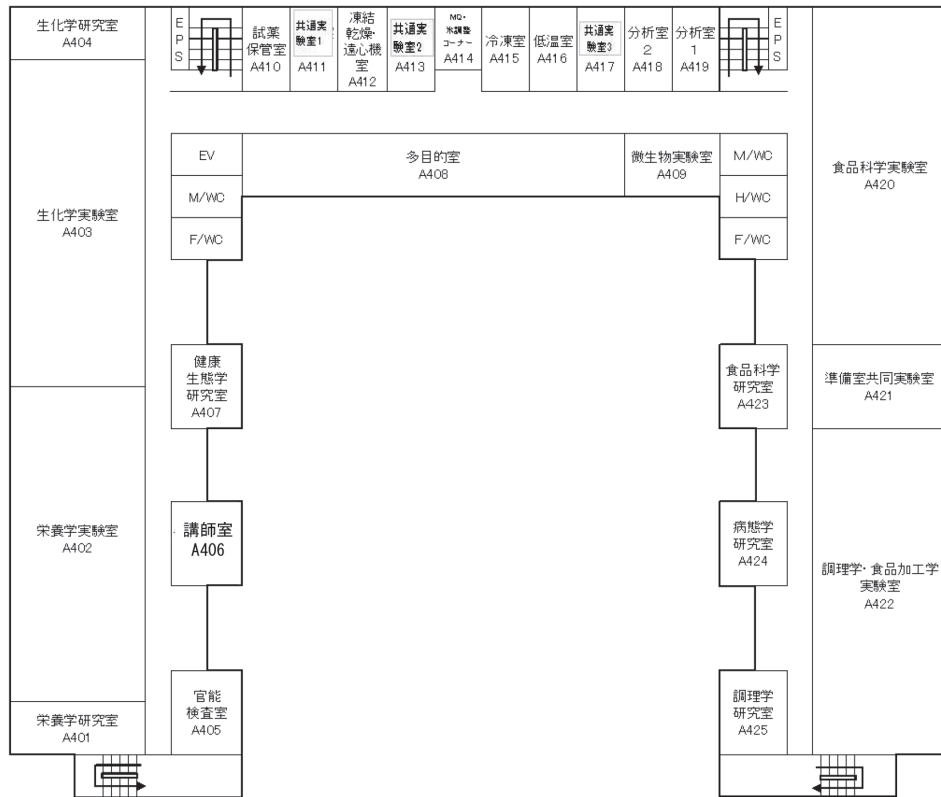 生化学研究室
A404
E
P
S
試薬
保管室
A410
共通実
験室1
A411
凍結
乾燥・
遠心機
室
A412
共通実
験室2
A413
MQ・
氷調整
コーナー
A414
冷凍室
A415
低温室
A416
共通実
験室3
A417
分析室
2
A418
分析室
1
A419
E
P
S
生化学実験室
A403
EV
M/WC
F/WC
多目的室
A408
微生物実験室
A409
M/WC
H/WC
F/WC
食品科学実験室
A420
健康
生態学
研究室
A407
食品科学
研究室
A423
準備室共同実験室
A421
栄養学実験室
A402
講師室
A406
病態学
研究室
A424
調理学・食品加工学
実験室
A422
栄養学研究室
A401
官能
検査室
A405
調理学
研究室
A425